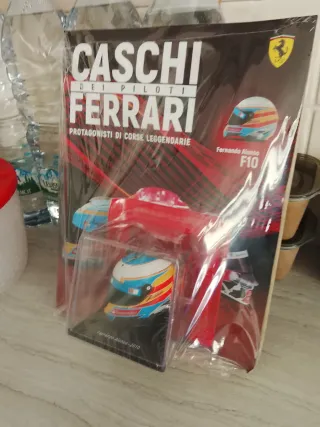 CASCHI
DEI PILOTI
FERRARI
PROTAGONISTI DI CORSE LEGGENDARIE
Fernando Alonso
F10